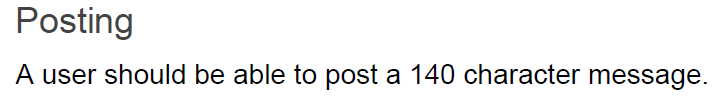 Posting
A user should be able to post a 140 character message.